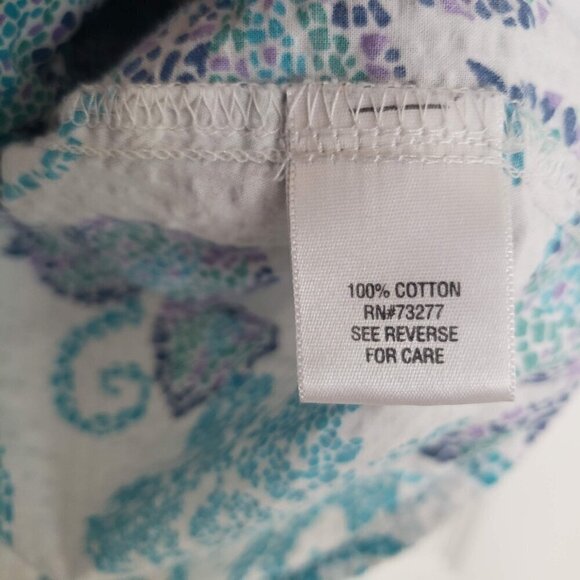 100% COTTON
RN#73277
SEE REVERSE
FOR CARE